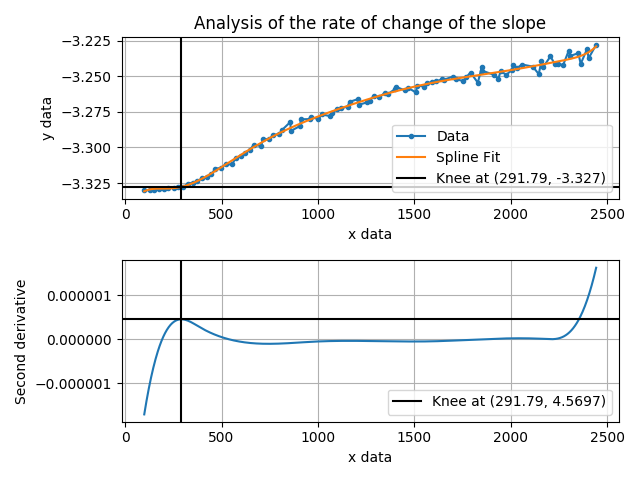 Analysis of the rate of change of the slope
−3.225
−3.250
−3.275
−3.300
−3.325
y data
Data
Spline Fit
Knee at (291.79, -3.327)
0 500 1000 1500 2000 2500
x data
0.000001
0.000000
−0.000001
Second derivative
Knee at (291.79, 4.5697)
0 500 1000 1500 2000 2500
x data